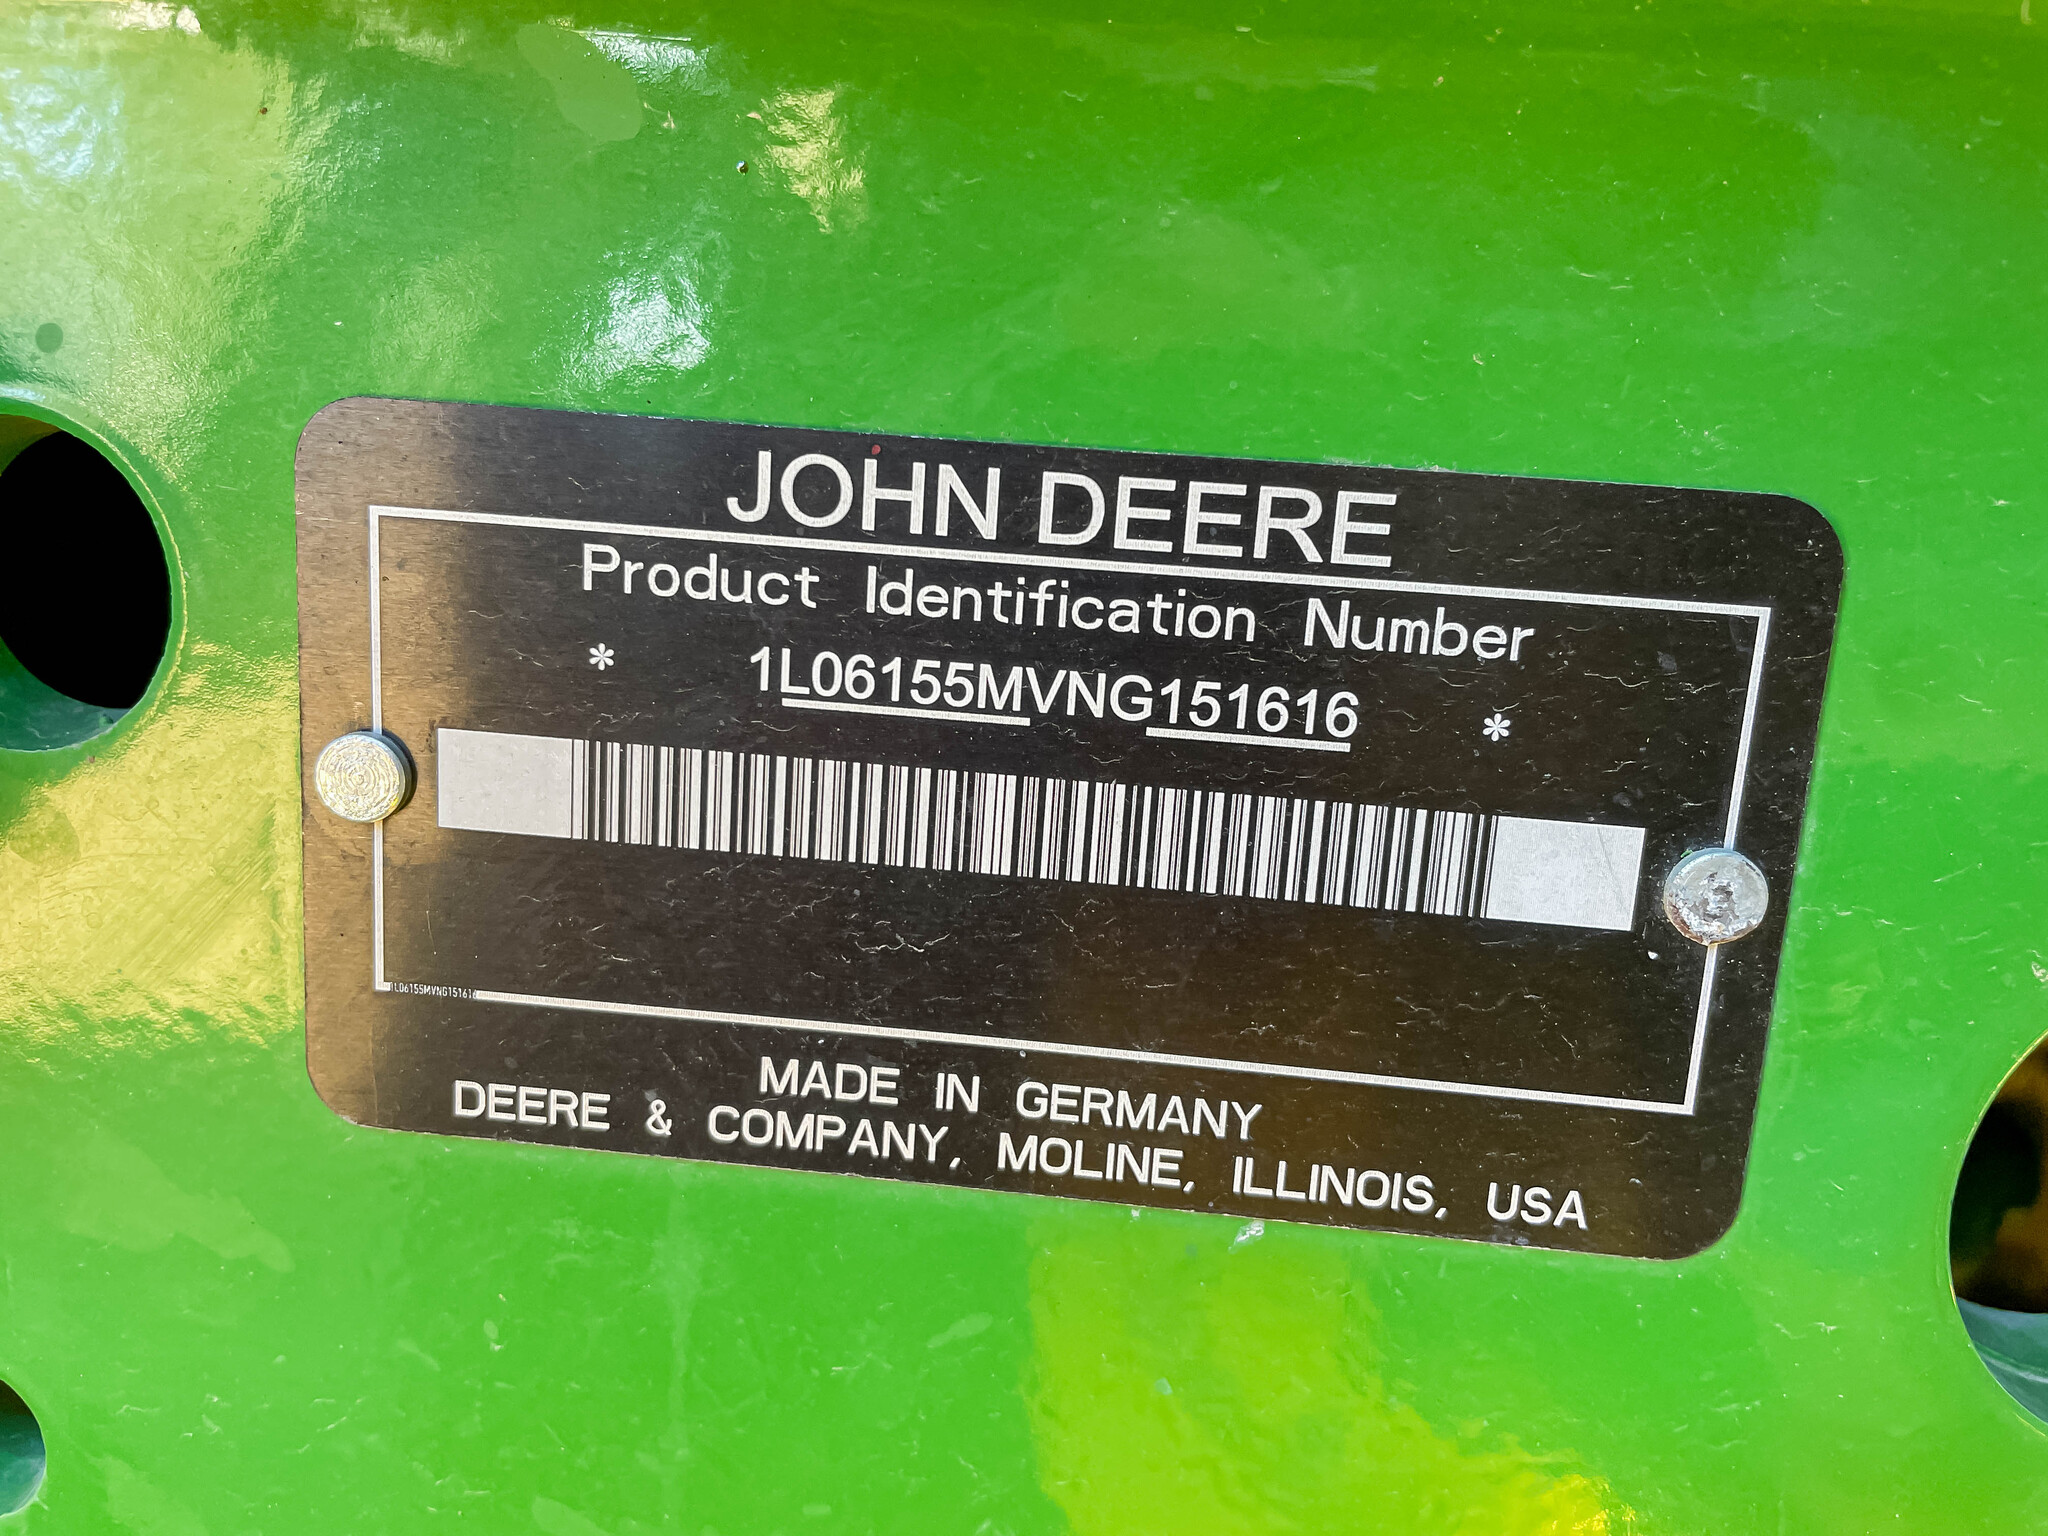 JOHN DEERE
Product Identification Number
* 1L06155MVNG151616 *
1L06155MVNG151616
MADE IN GERMANY
DEERE & COMPANY, MOLINE, ILLINOIS, USA